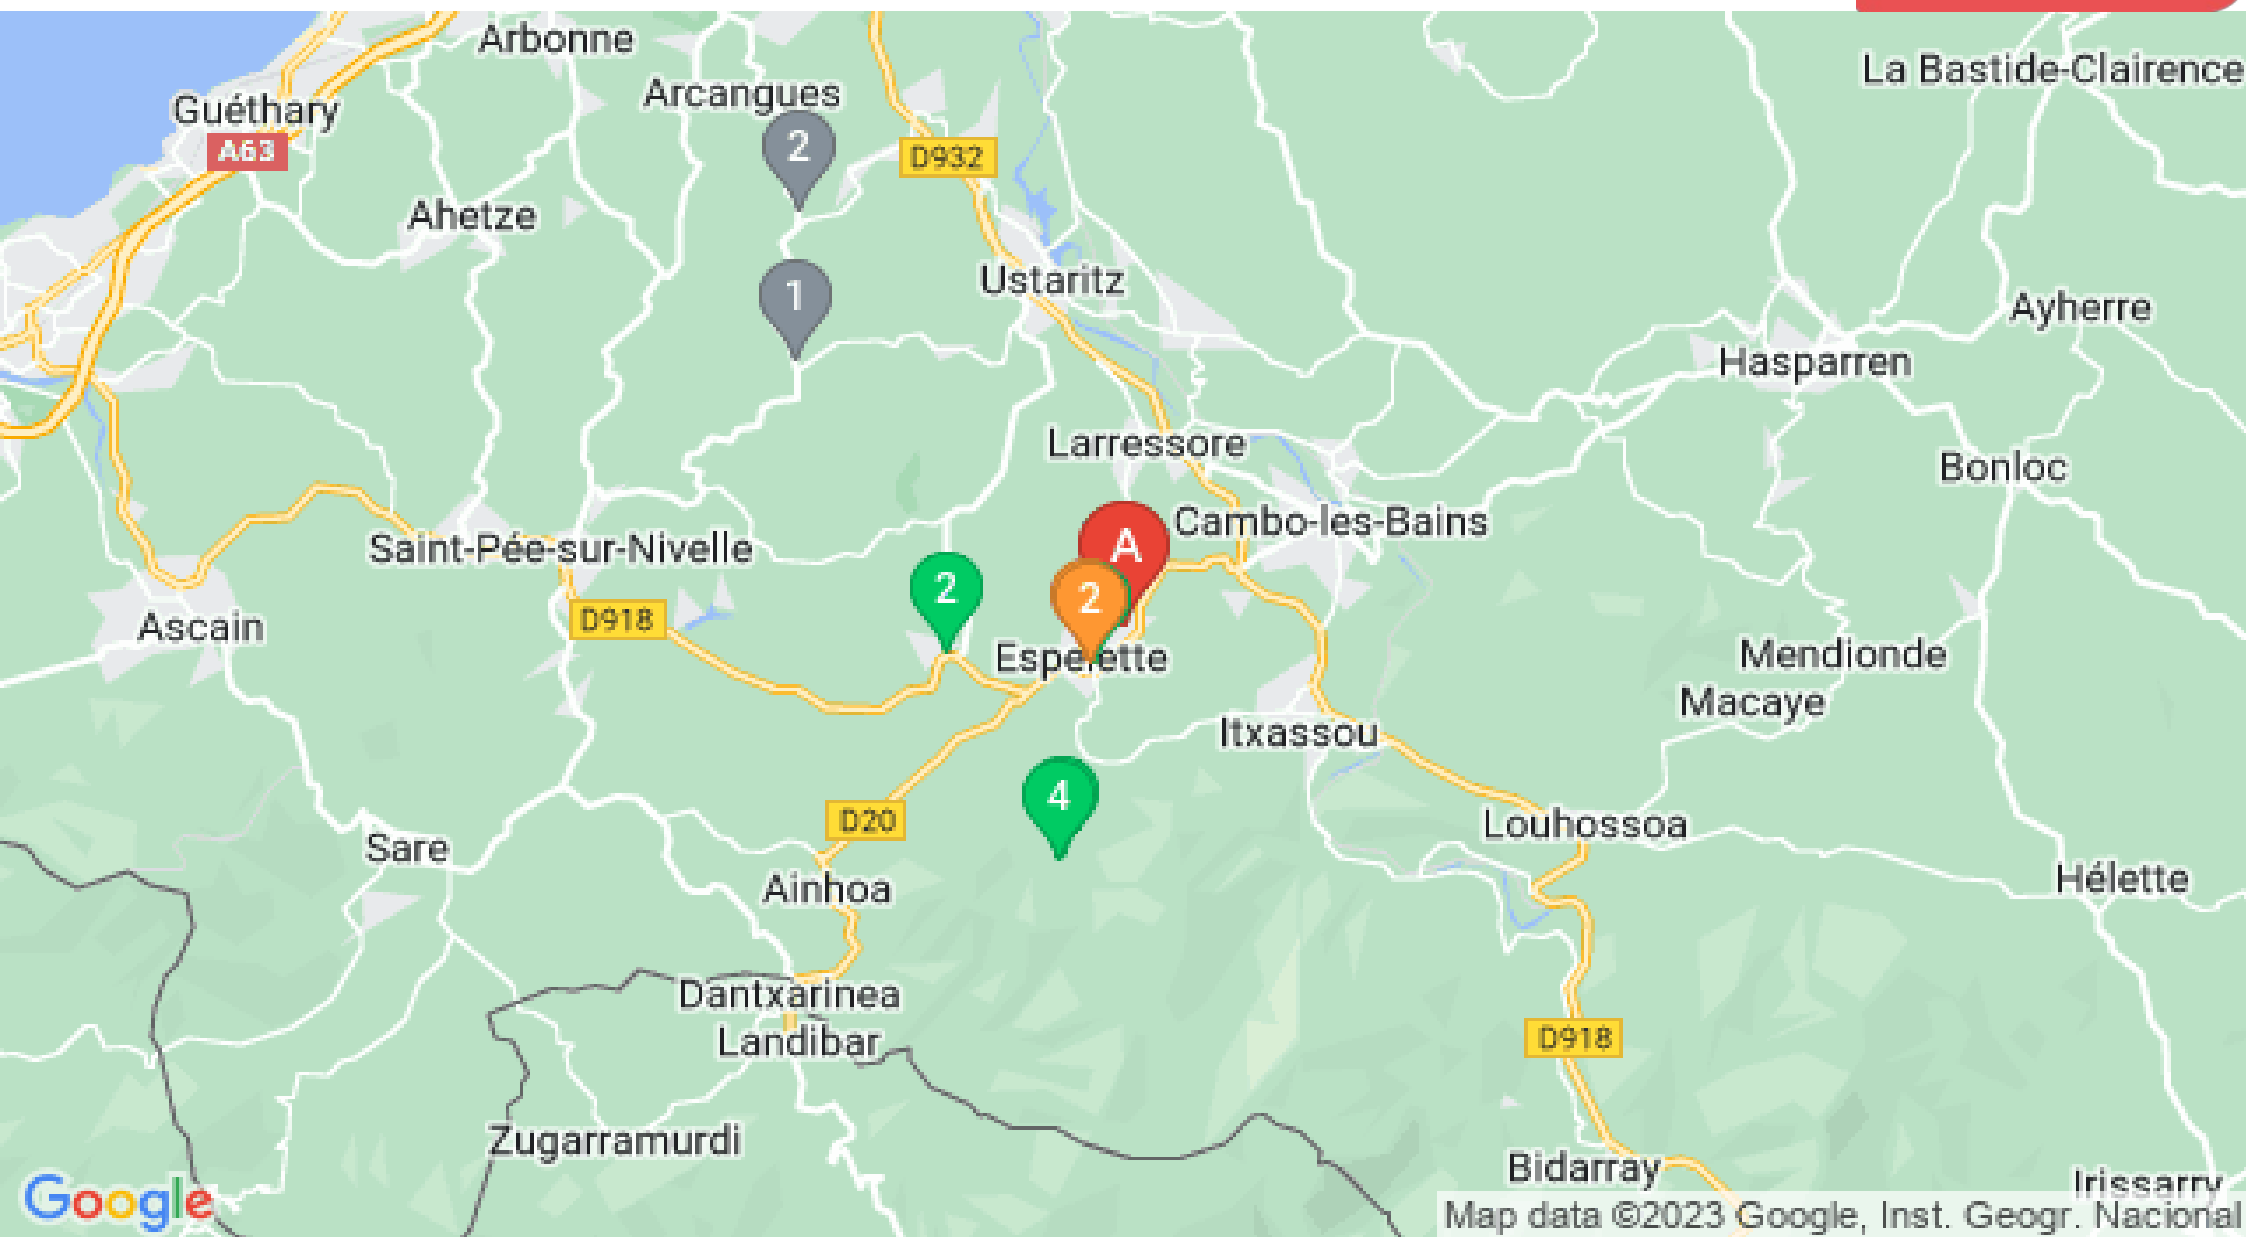 Arbonne
La Bastide-Clairence
Arcangues
Guéthary
A63
2
D932
Ahetze
Ustaritz
1
Ayherre
Hasparren
Larressore
Bonloc
Cambo-les-Bains
A
Saint-Pée-sur-Nivelle
2
2
D918
Ascain
Espelette
Mendionde
Macaye
Itxassou
4
D20
Louhossoa
Sare
Ainhoa
Hélette
Dantxarinea
Landibar
D918
Zugarramurdi
Bidarray
Irissarry
Google
Map data ©2023 Google, Inst. Geogr. Nacional